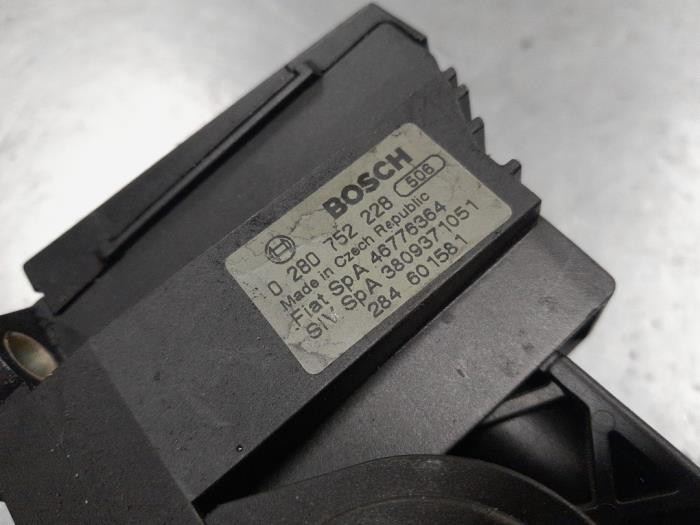 BOSCH
0 280 752 228 506
Made in Czech Republic
Fiat SpA 46776364
SIV SpA 3809371051
284 601581